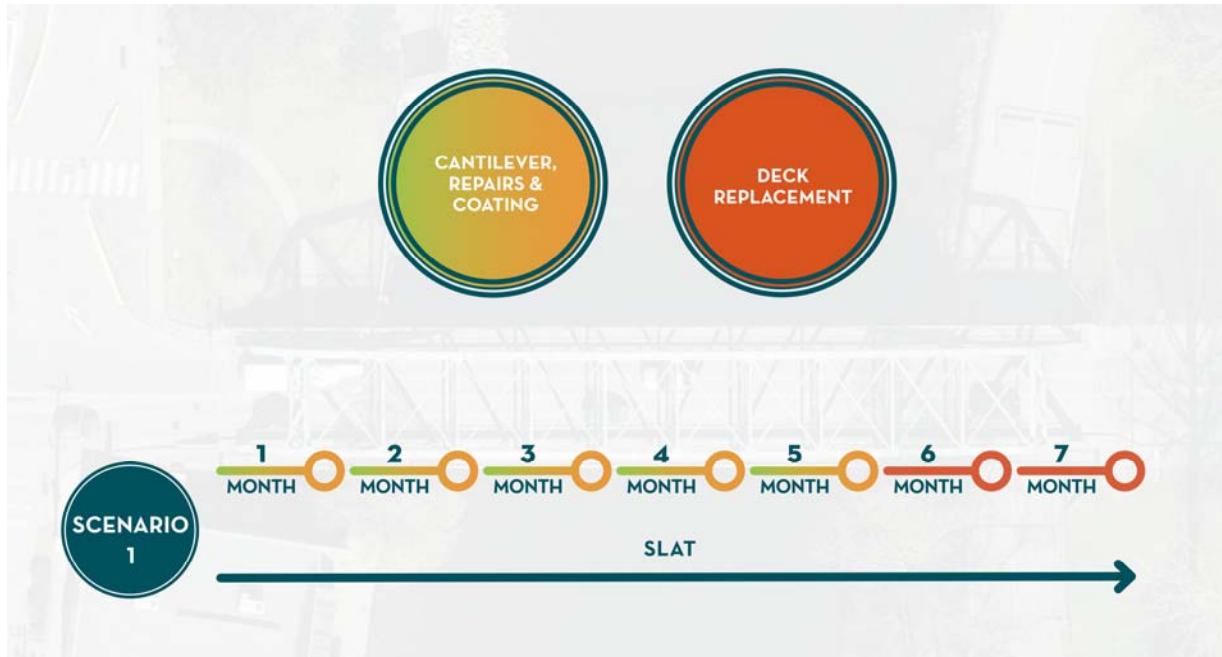 CANTILEVER,
REPAIRS &
COATING
DECK
REPLACEMENT
1
MONTH
2
MONTH
3
MONTH
4
MONTH
5
MONTH
6
MONTH
7
MONTH
SCENARIO
1
SLAT